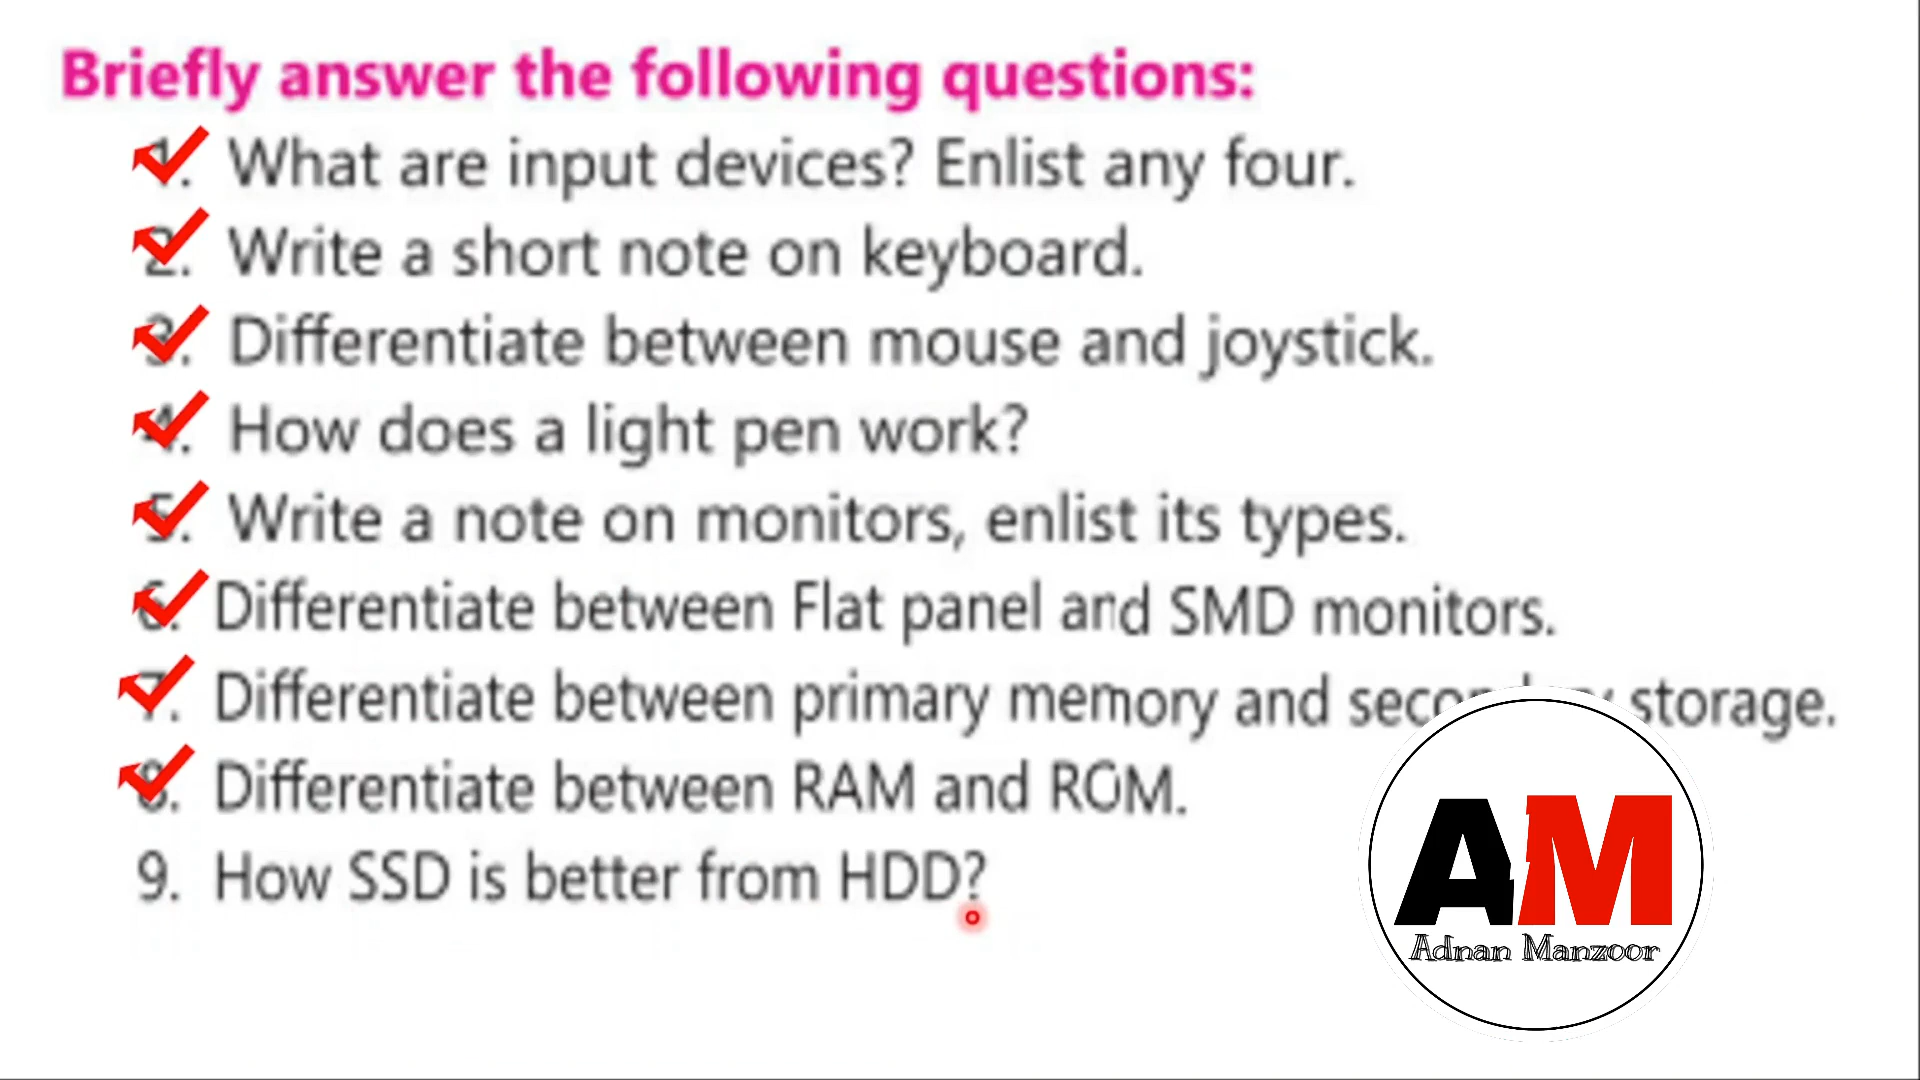 Briefly answer the following questions:
1. What are input devices? Enlist any four.
2. Write a short note on keyboard.
3. Differentiate between mouse and joystick.
4. How does a light pen work?
5. Write a note on monitors, enlist its types.
6. Differentiate between Flat panel and SMD monitors.
7. Differentiate between primary memory and secondary storage.
8. Differentiate between RAM and ROM.
9. How SSD is better from HDD?
AM
Adnan Manzoor